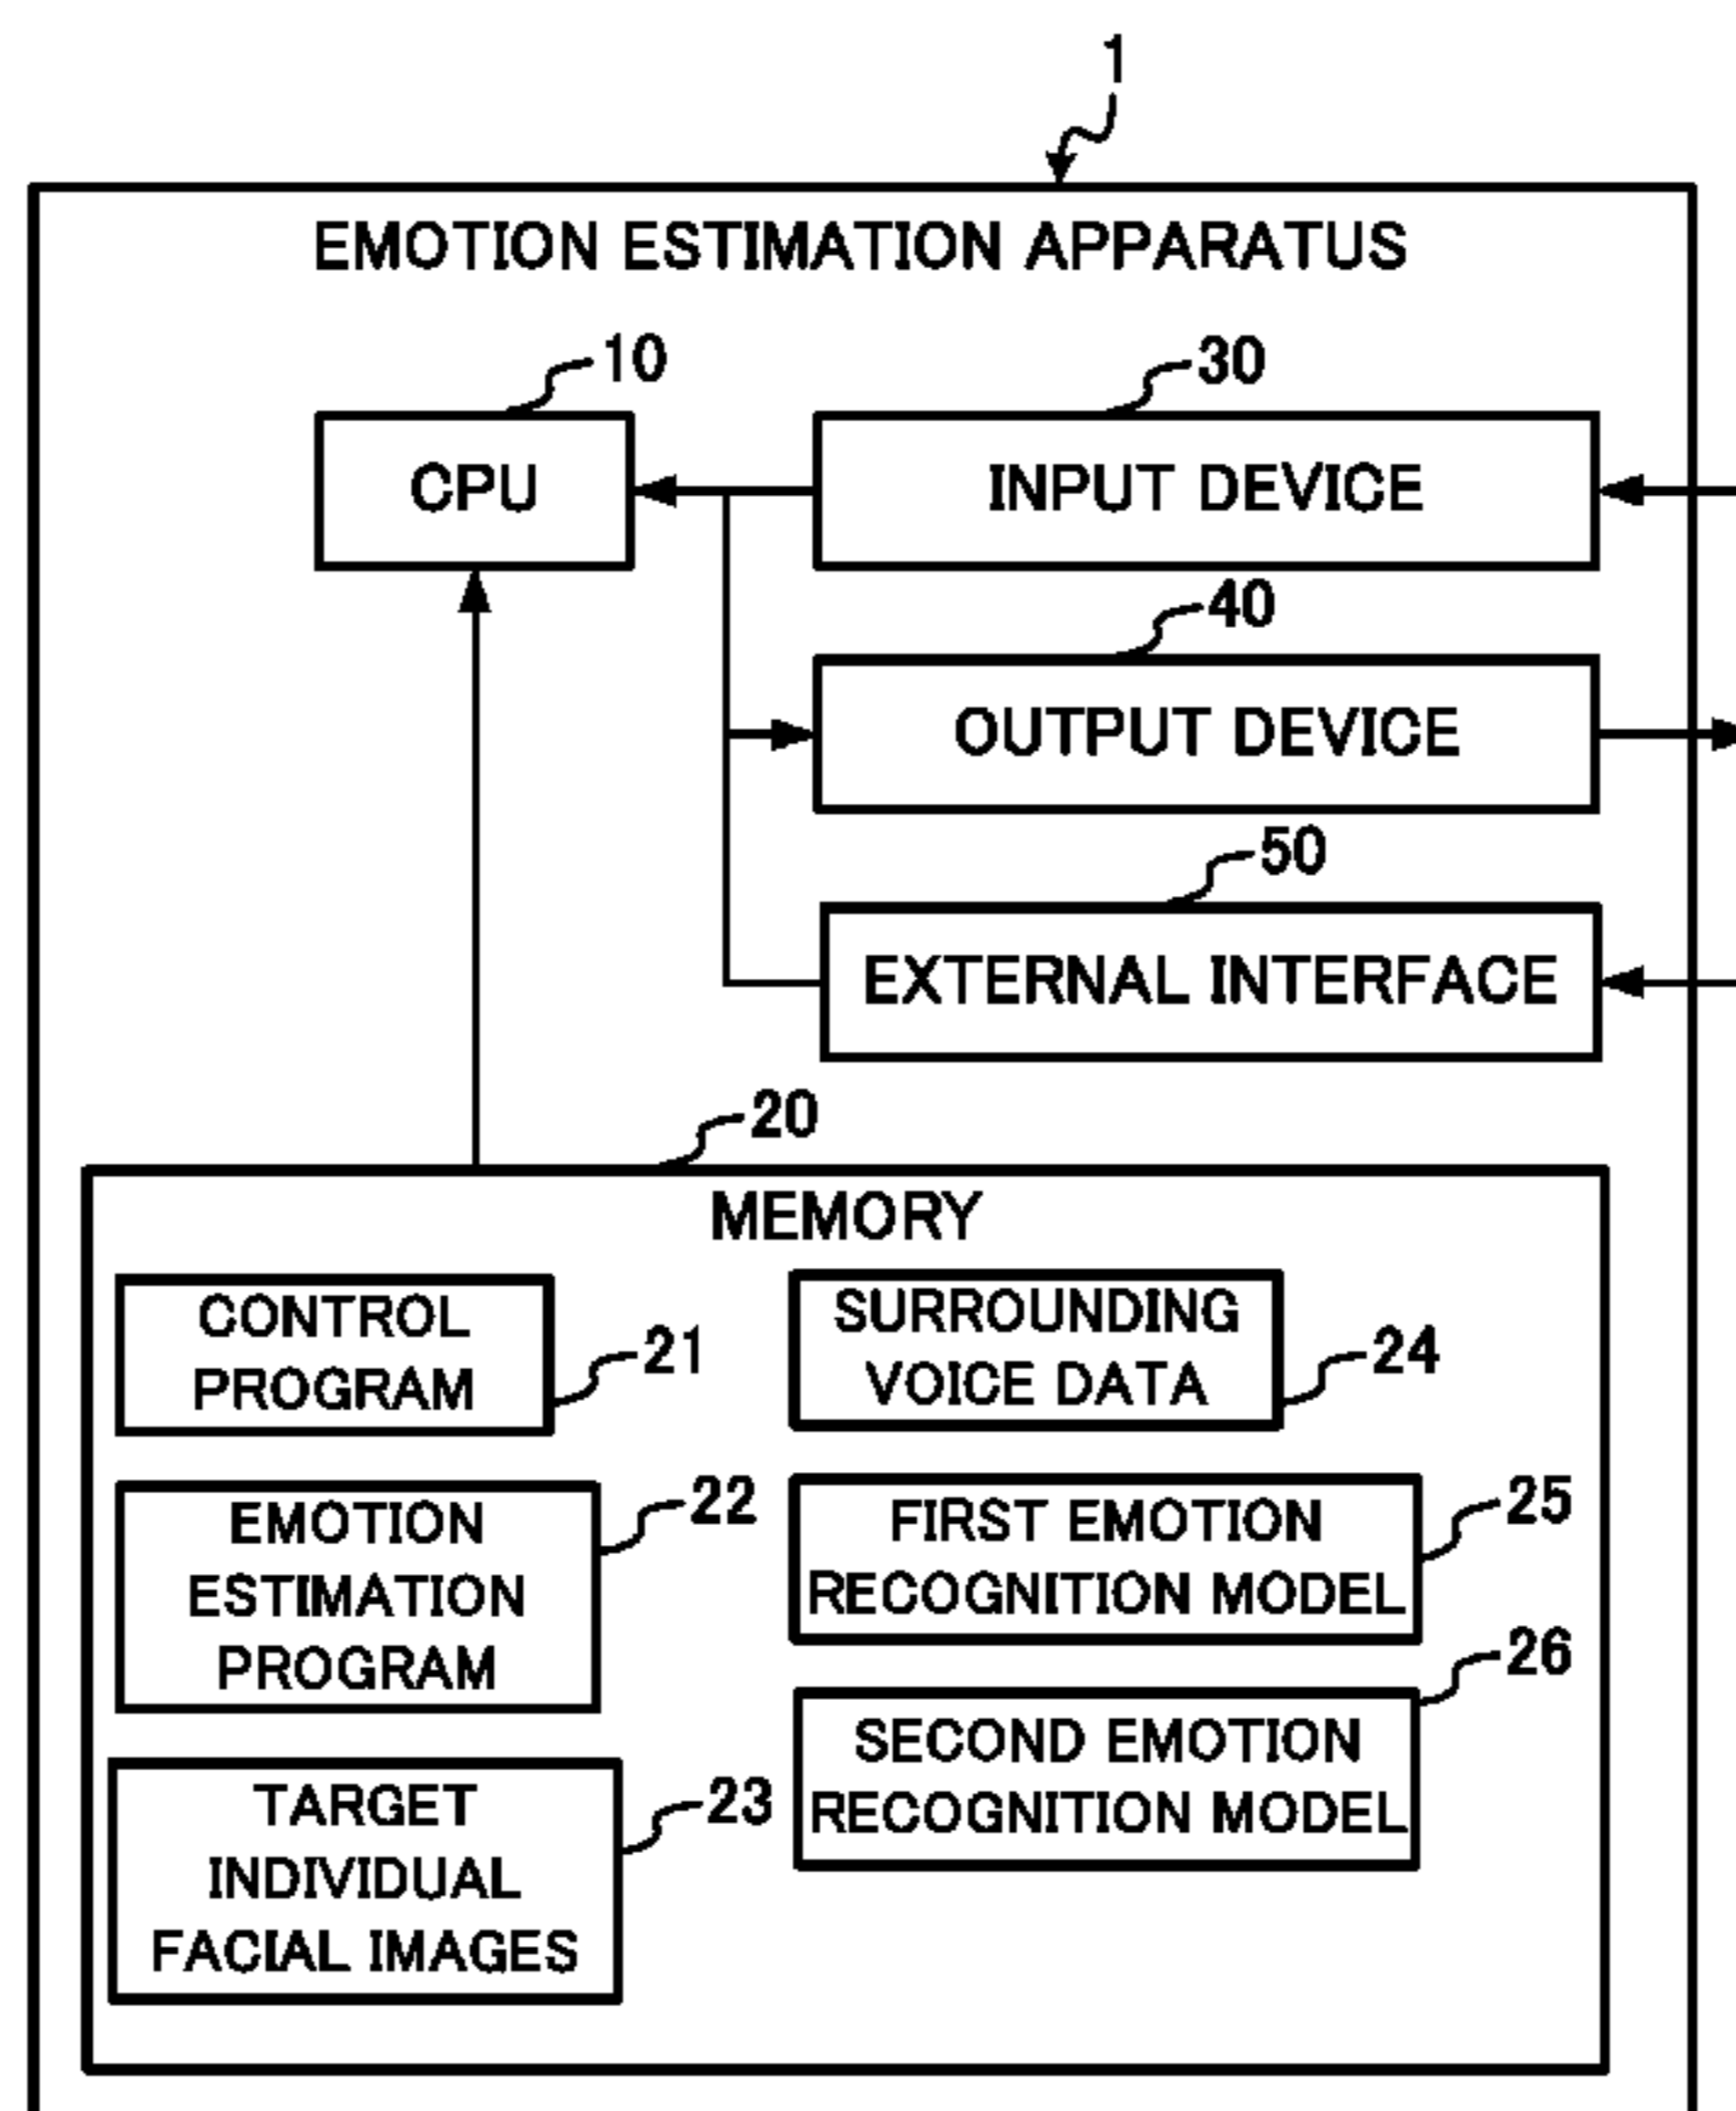 1
EMOTION ESTIMATION APPARATUS
10
30
CPU
INPUT DEVICE
40
OUTPUT DEVICE
50
EXTERNAL INTERFACE
20
MEMORY
CONTROL
PROGRAM
21
SURROUNDING
VOICE DATA
24
EMOTION
ESTIMATION
PROGRAM
22
FIRST EMOTION
RECOGNITION MODEL
25
TARGET
INDIVIDUAL
FACIAL IMAGES
23
SECOND EMOTION
RECOGNITION MODEL
26